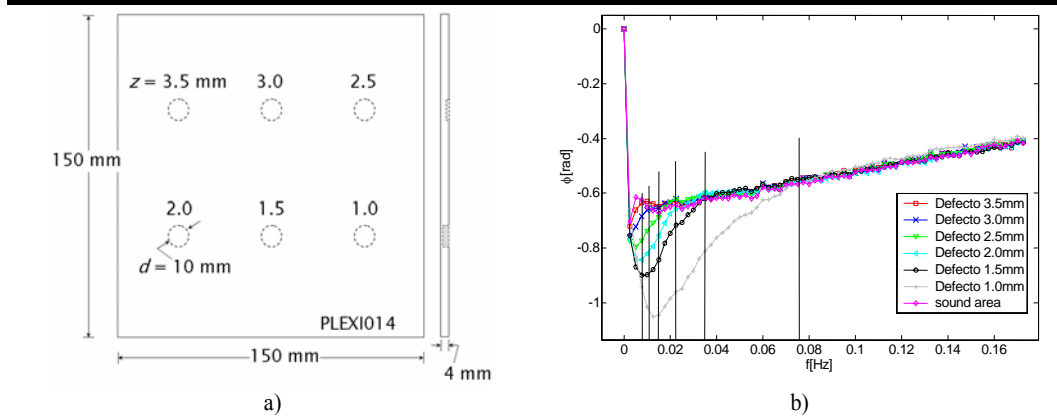 z = 3.5 mm 3.0 2.5
150 mm
2.0 1.5 1.0
d = 10 mm
PLEXI014
150 mm
4 mm
a)
0
-0.4
-0.6
-0.8
-1
ϕ[rad]
0 0.02 0.04 0.06 0.08 0.1 0.12 0.14 0.16
f[Hz]
Defecto 3.5mm
Defecto 3.0mm
Defecto 2.5mm
Defecto 2.0mm
Defecto 1.5mm
Defecto 1.0mm
sound area
b)